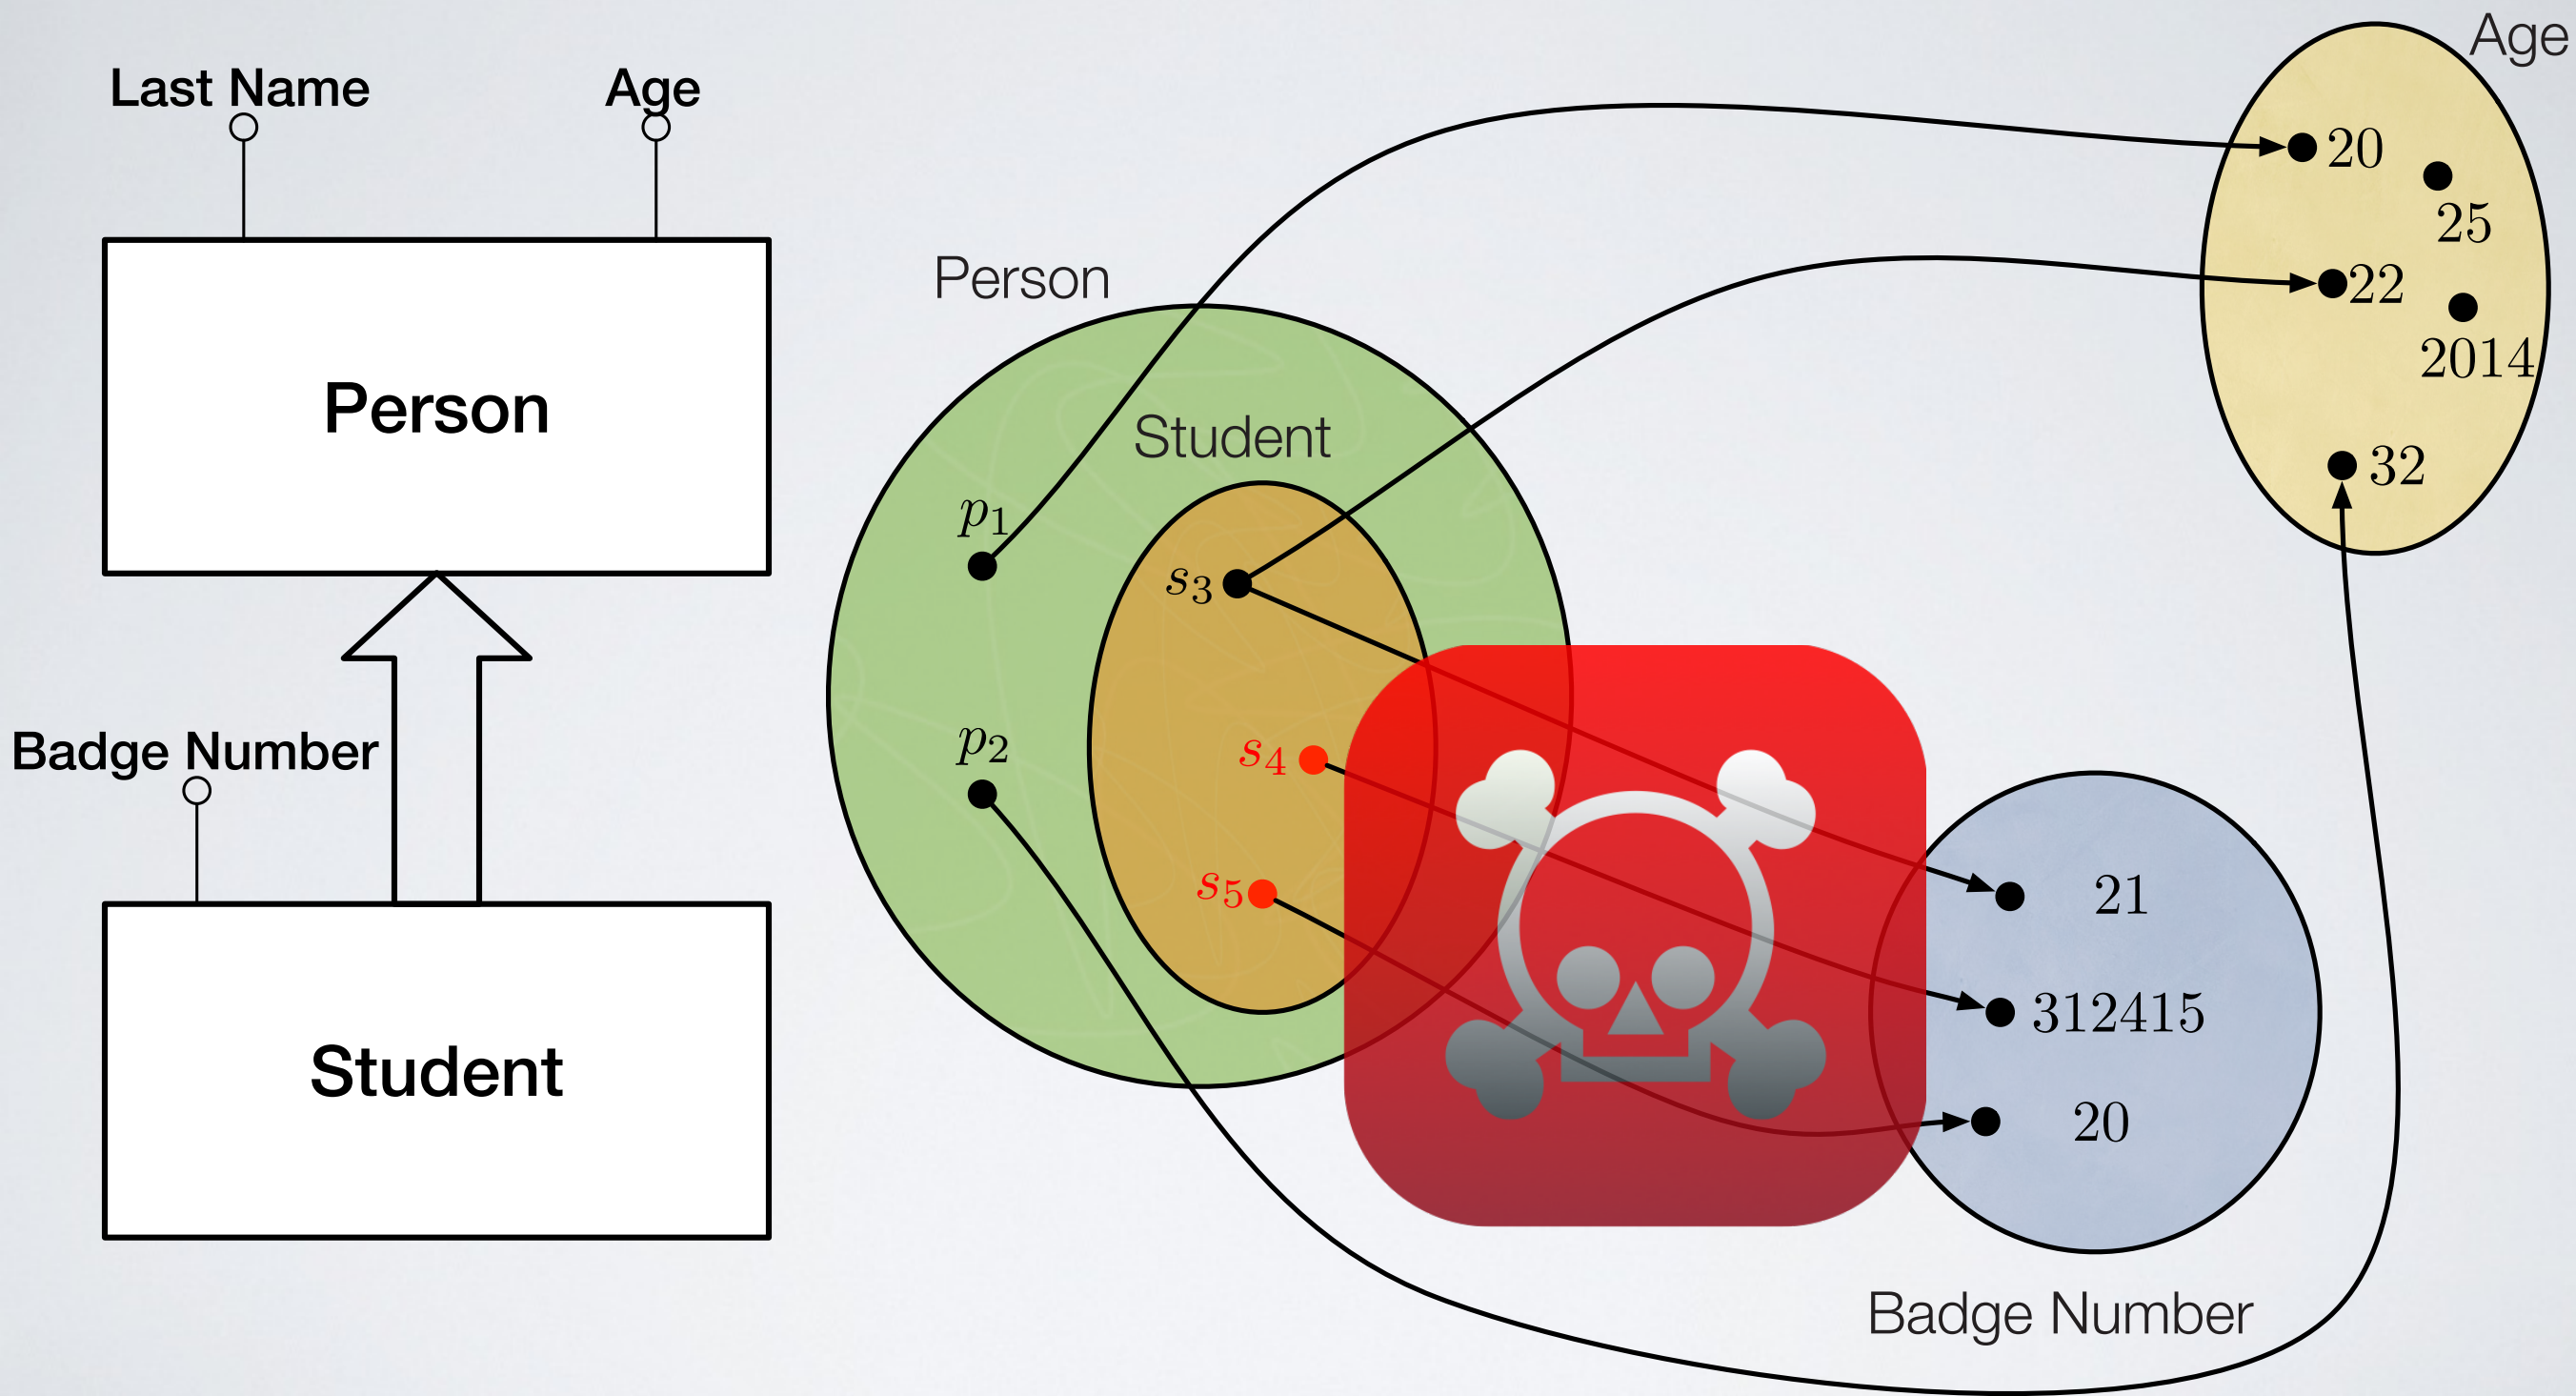 Last Name
Age
Person
Badge Number
Student
Person
Student
p1
p2
s3
s4
s5
Age
20
25
22
2014
32
21
312415
20
Badge Number